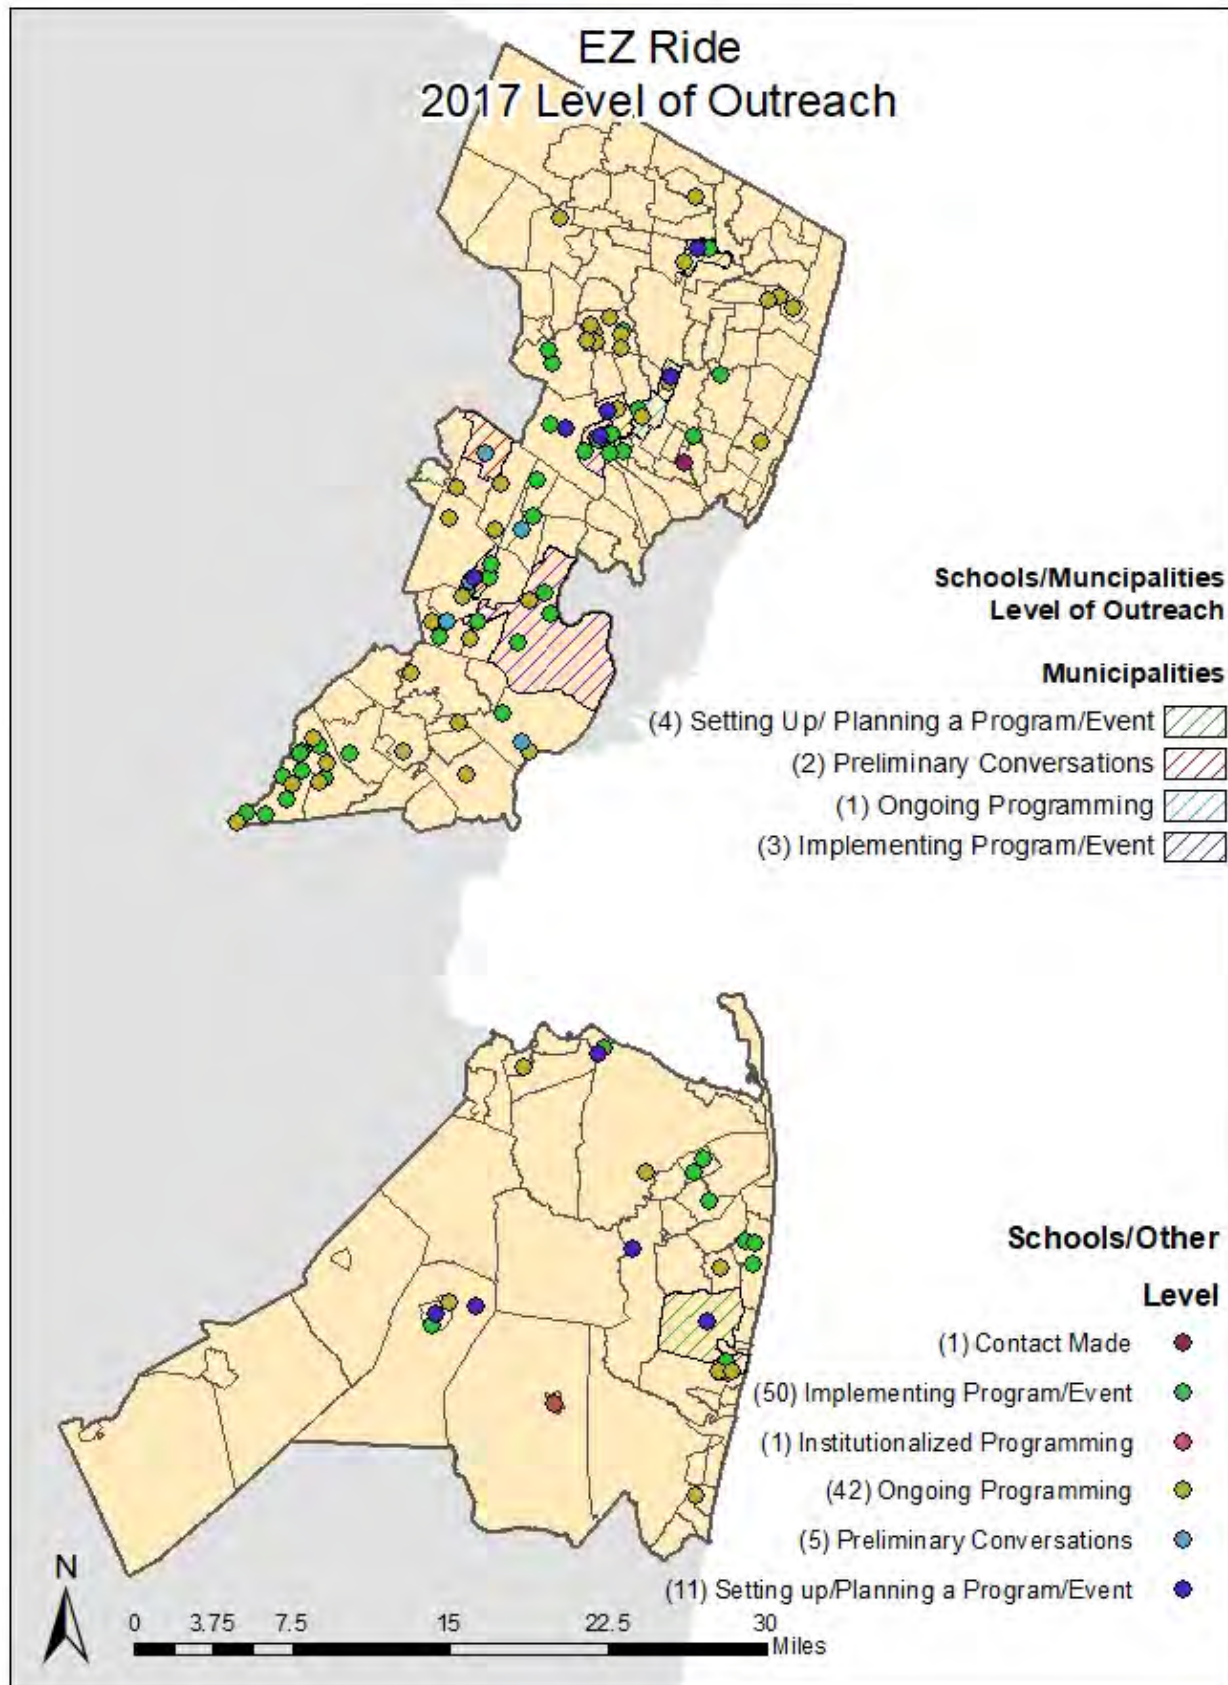 EZ Ride
2017 Level of Outreach
Schools/Muncipalities
Level of Outreach
Municipalities
(4) Setting Up/ Planning a Program/Event
(2) Preliminary Conversations
(1) Ongoing Programming
(3) Implementing Program/Event
Schools/Other
Level
(1) Contact Made
(50) Implementing Program/Event
(1) Institutionalized Programming
(42) Ongoing Programming
(5) Preliminary Conversations
(11) Setting up/Planning a Program/Event
N
0 3.75 7.5 15 22.5 30
Miles